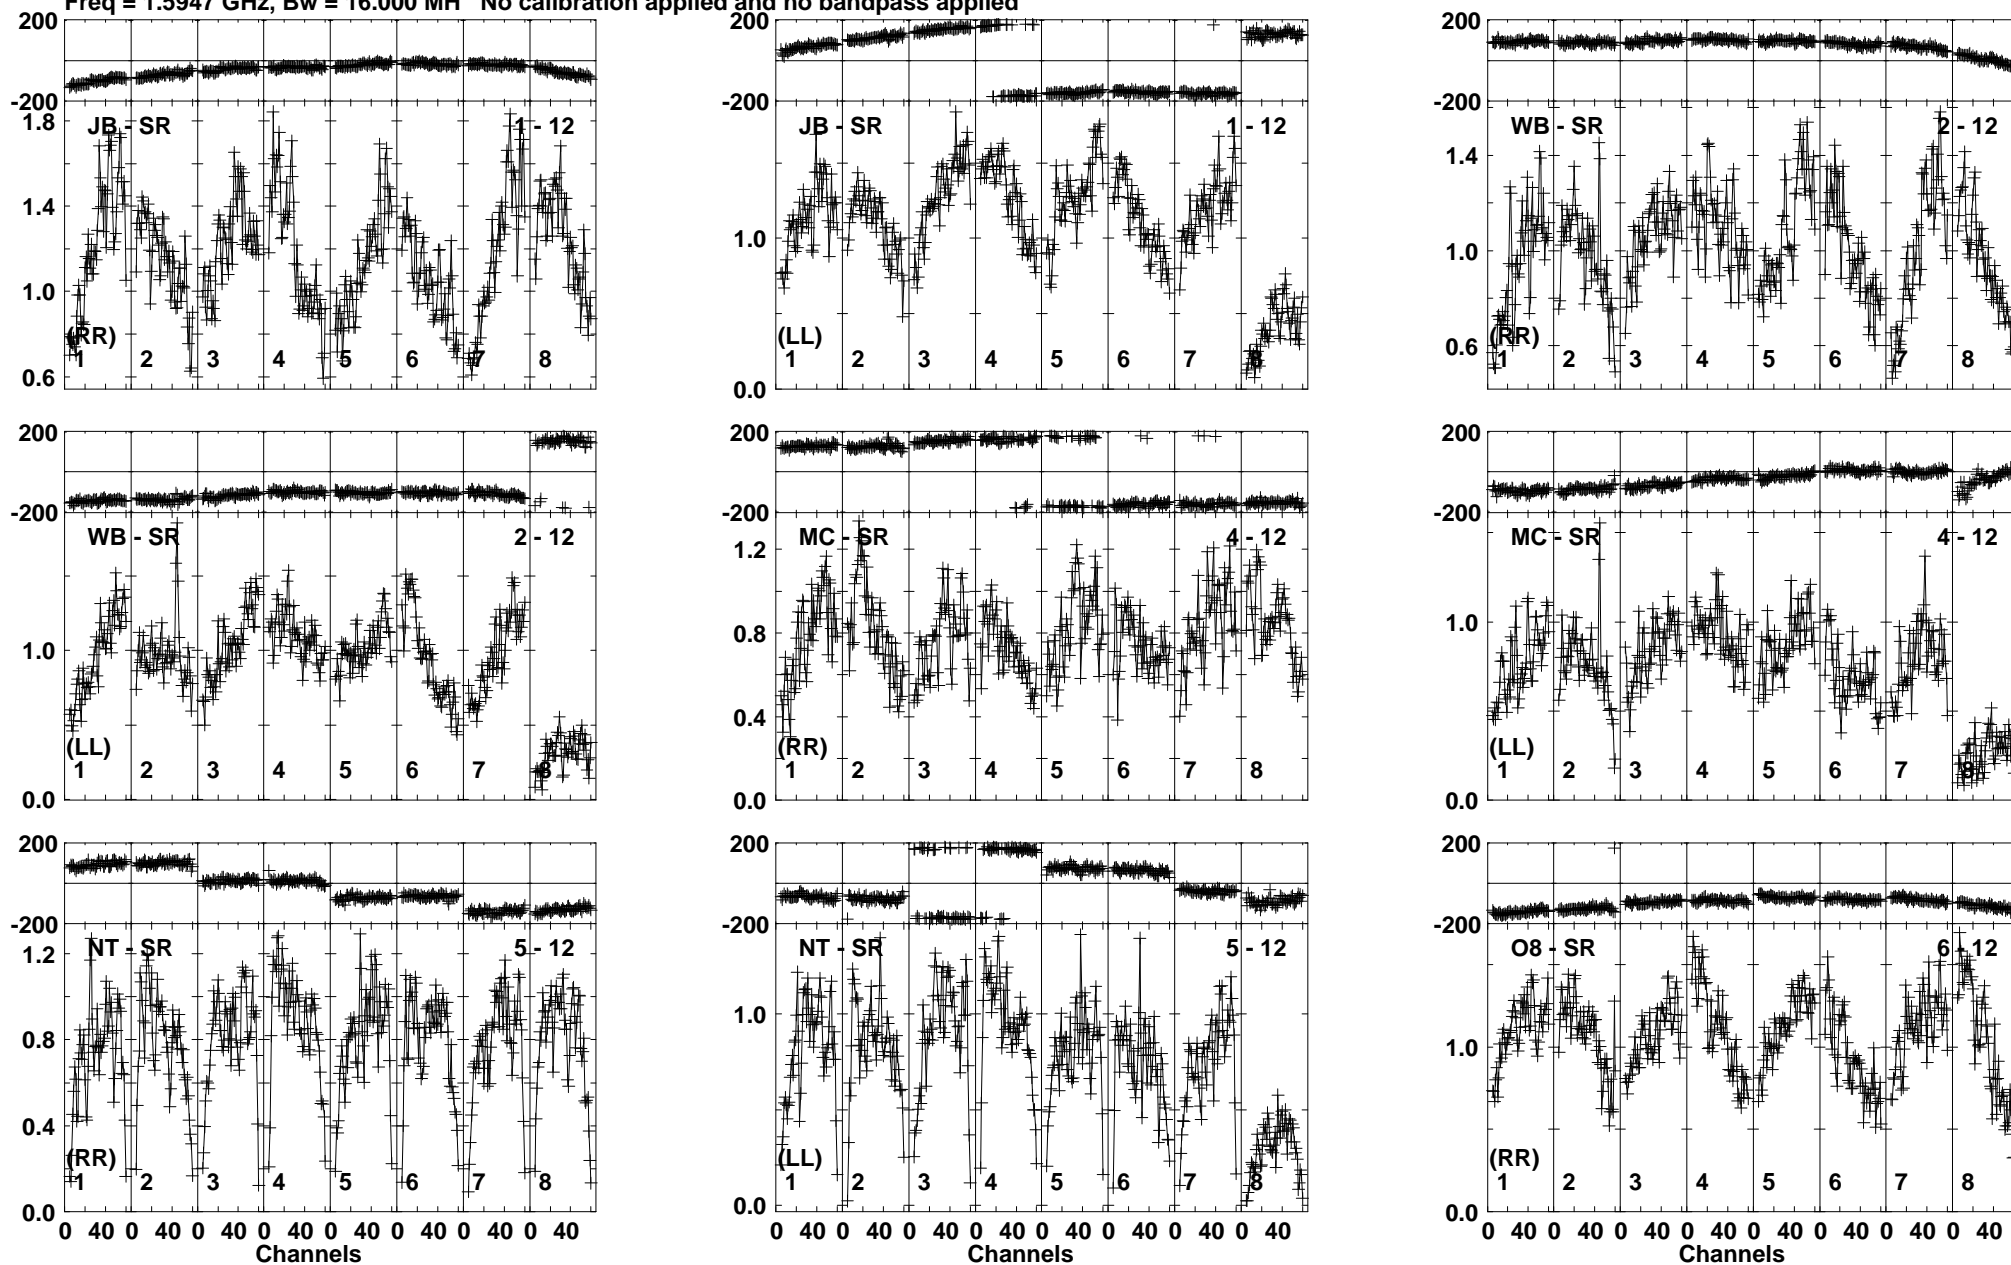 Freq = 1.5947 GHz, Bw = 16.000 MH No calibration applied and no bandpass applied
200 200 200
-200 -200 -200
1.8 JB - SR 1 - 12 JB - SR 1 - 12 WB - SR 2 - 12
1.4 1.4
1.0 1.0 1.0
(RR) (LL) (RR)
0.6 0.6
1 2 3 4 5 6 7 8 1 2 3 4 5 6 7 8 1 2 3 4 5 6 7 8
0.0
200 200 200
-200 -200 -200
WB - SR 2 - 12 MC - SR 4 - 12 MC - SR 4 - 12
1.2
1.0 0.8 1.0
0.4
(LL) (RR) (LL)
1 2 3 4 5 6 7 8 1 2 3 4 5 6 7 8 1 2 3 4 5 6 7 8
0.0 0.0 0.0
200 200 200
-200 -200 -200
NT - SR 5 - 12 NT - SR 5 - 12 O8 - SR 6 - 12
1.2
1.0 1.0
0.8
0.4
(RR) (LL) (RR)
1 2 3 4 5 6 7 8 1 2 3 4 5 6 7 8 1 2 3 4 5 6 7 8
0.0 0.0 0.0
0 40 0 40 0 40 0 40 0 40 0 40 0 40 0 40 0 40 0 40 0 40 0 40 0 40 0 40 0 40 0 40 0 40 0 40 0 40 0 40 0 40 0 40 0 40 0 40
Channels Channels Channels